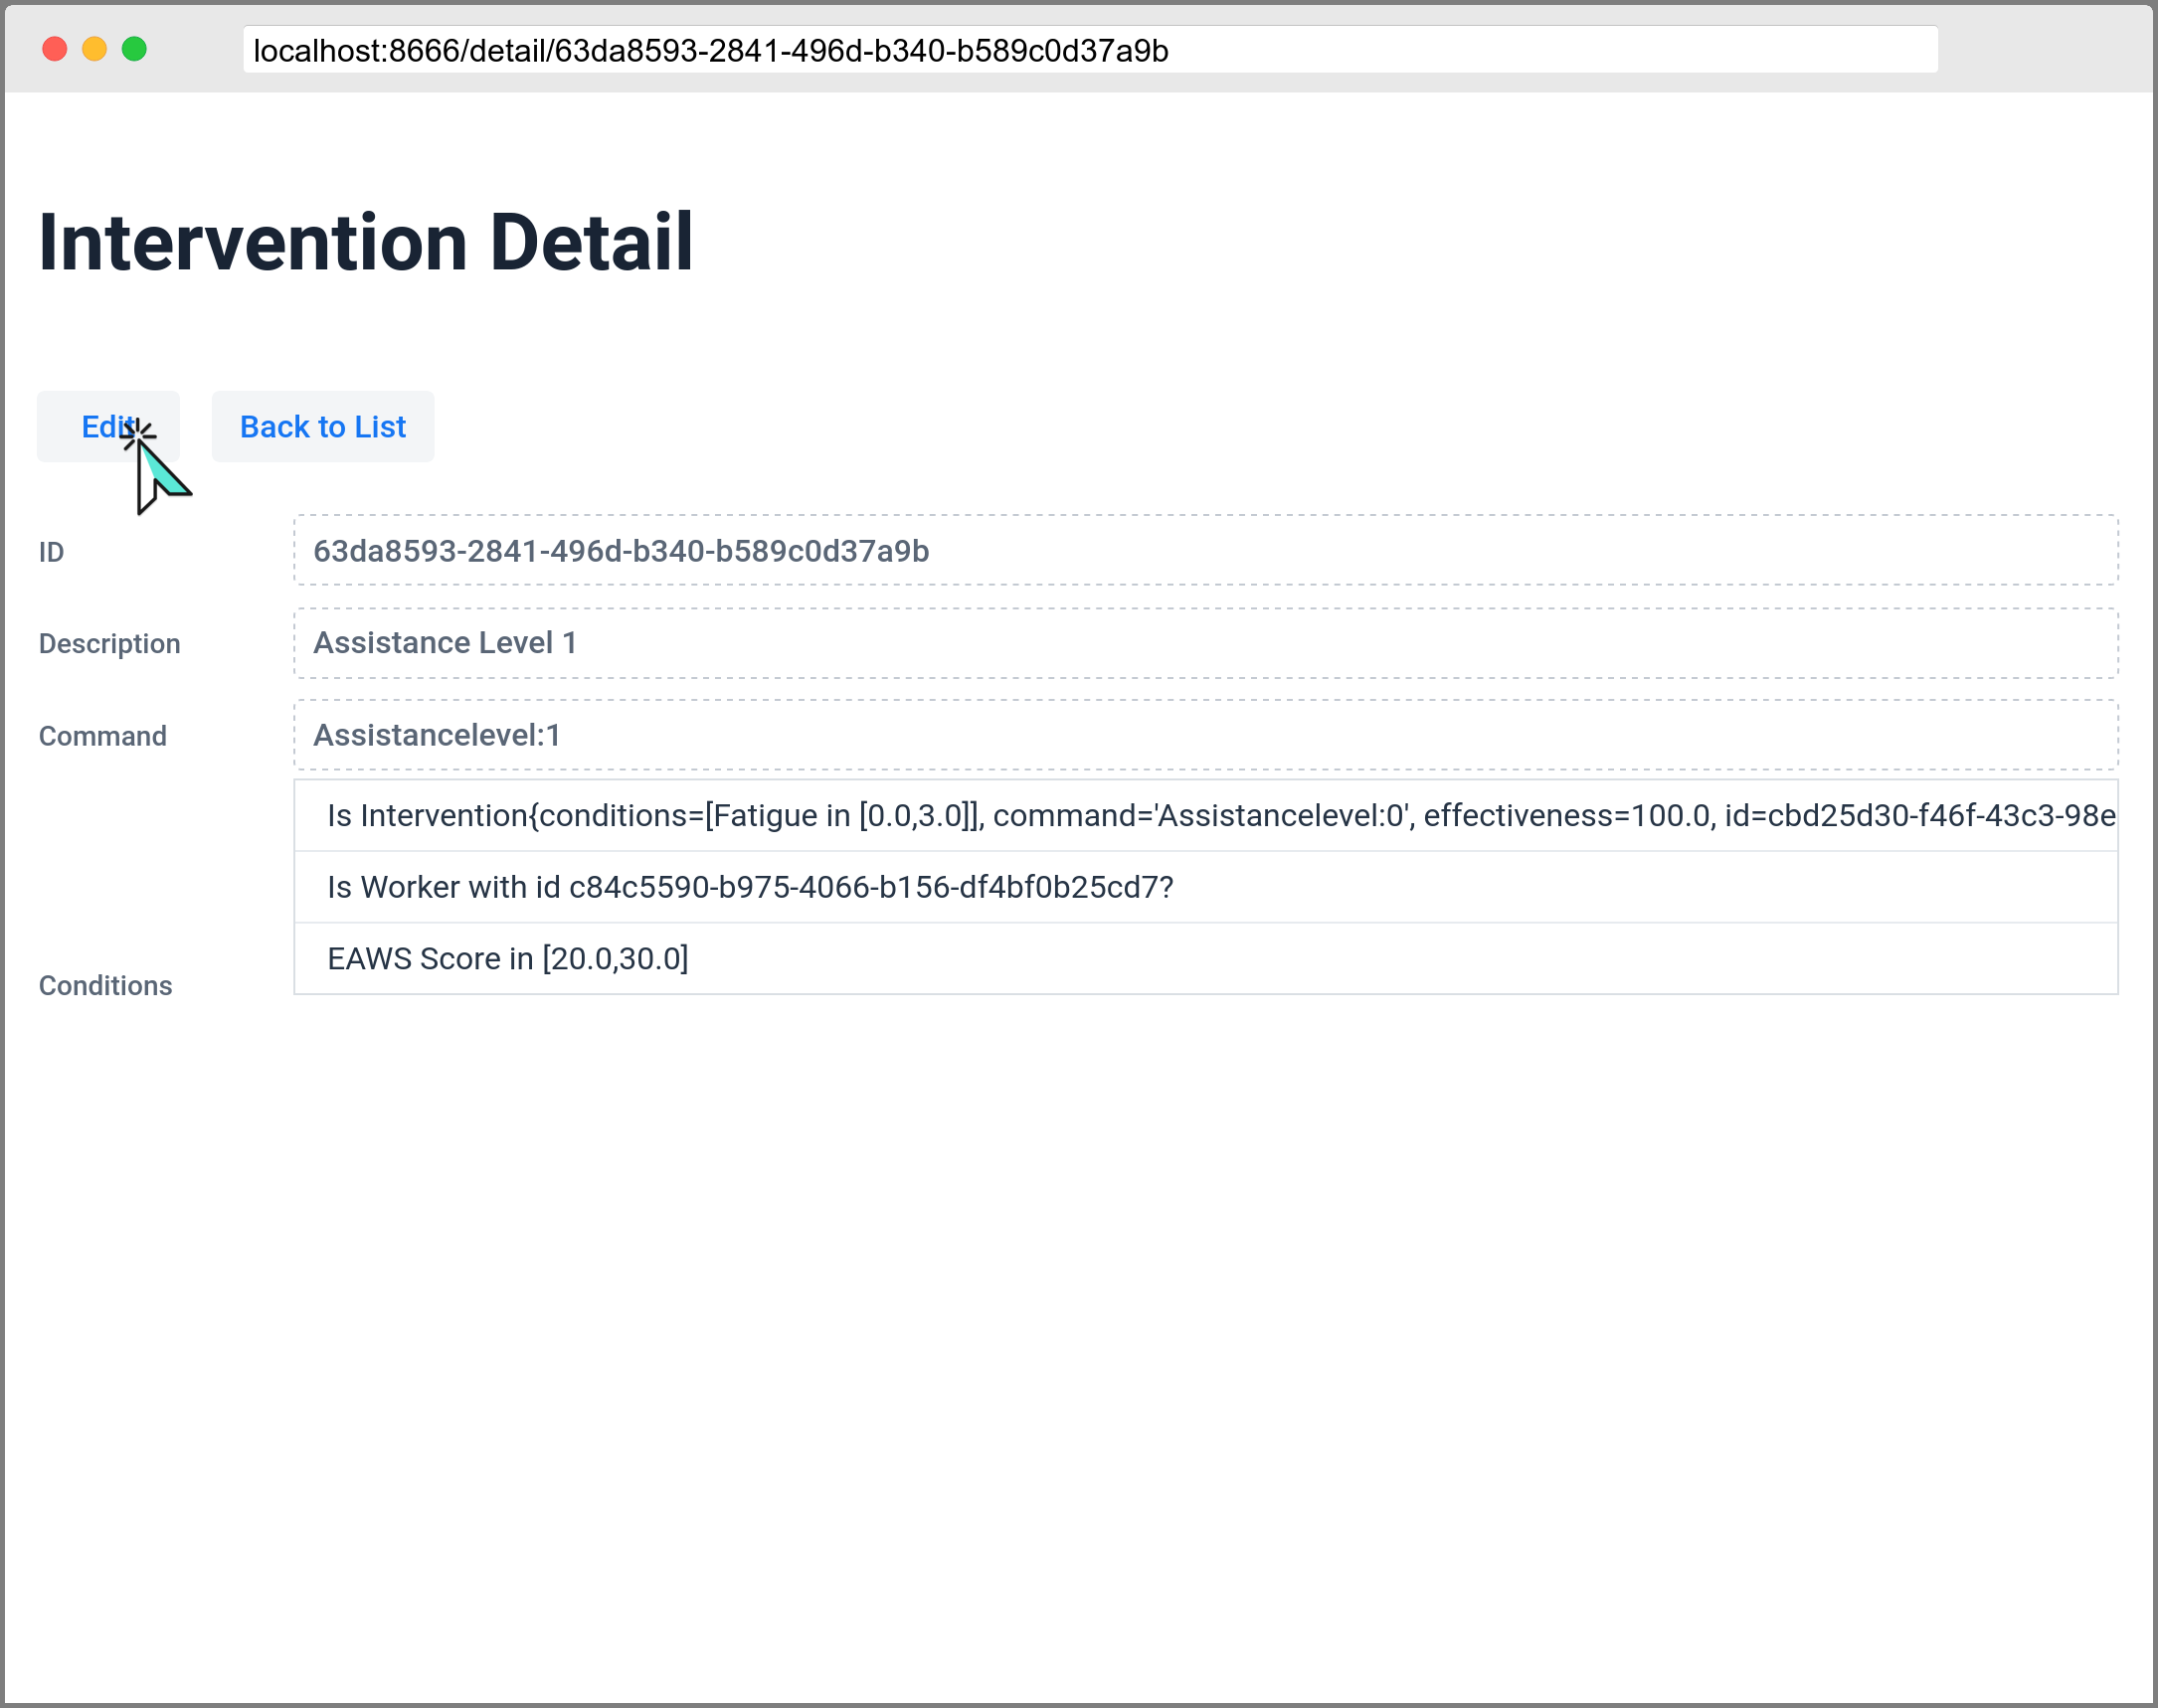 localhost:8666/detail/63da8593-2841-496d-b340-b589c0d37a9b
Intervention Detail
Edit Back to List
ID 63da8593-2841-496d-b340-b589c0d37a9b
Description Assistance Level 1
Command Assistancelevel:1
Is Intervention{conditions=[Fatigue in [0.0,3.0]], command='Assistancelevel:0', effectiveness=100.0, id=cbd25d30-f46f-43c3-98e
Is Worker with id c84c5590-b975-4066-b156-df4bf0b25cd7?
EAWS Score in [20.0,30.0]
Conditions